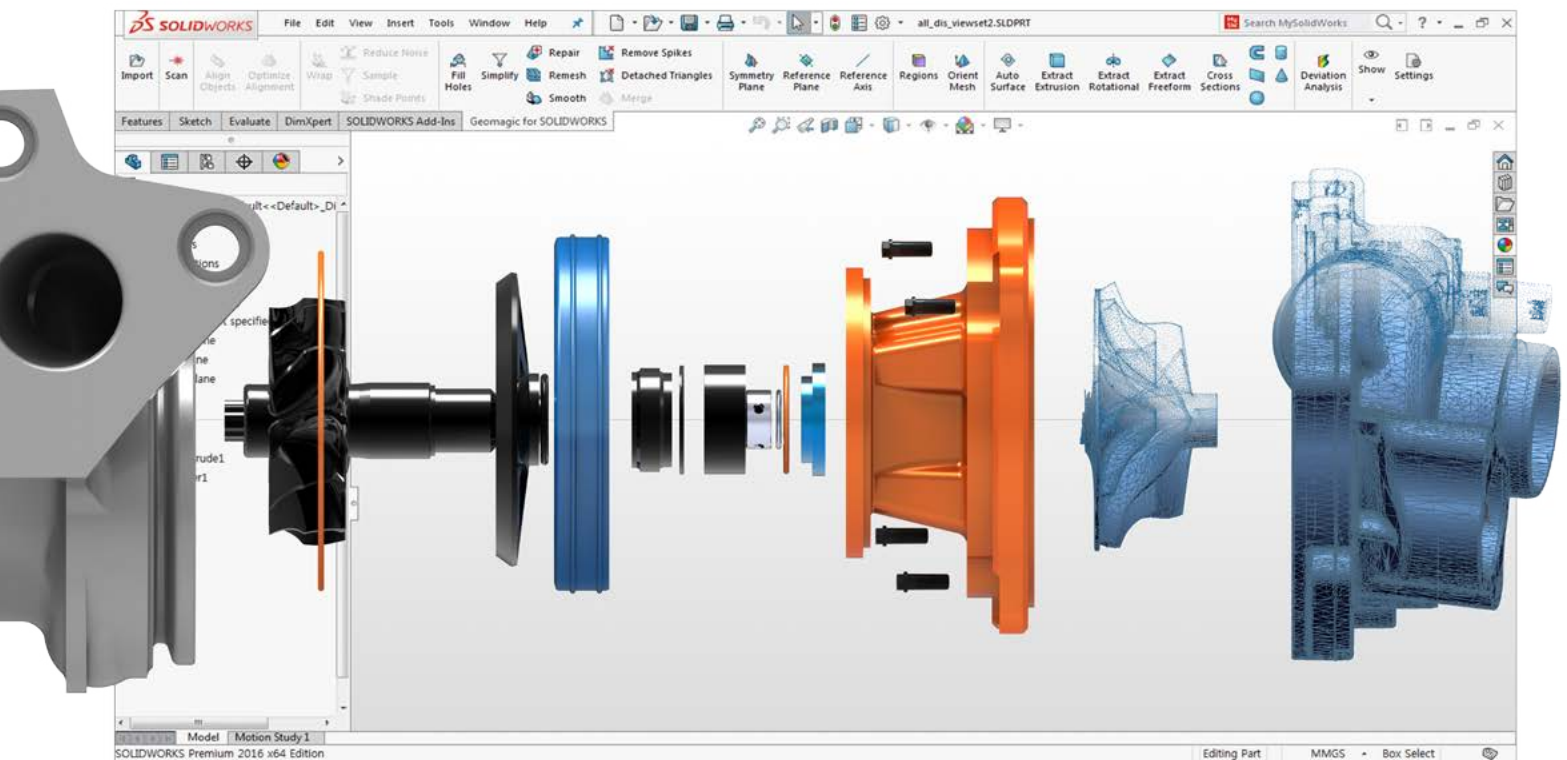 SOLIDWORKS File Edit View Insert Tools Window Help all_dis_viewset2.SLDPRT Search MySolidWorks ?
Reduce Noise Repair Remove Spikes
Import Scan Align Objects Optimize Alignment Wrap Sample Fill Holes Simplify Remesh Detached Triangles Symmetry Plane Reference Plane Reference Axis Regions Orient Mesh Auto Surface Extract Extrusion Extract Rotational Extract Freeform Cross Sections Deviation Analysis Show Settings
Shade Points Smooth Merge
Features Sketch Evaluate DimXpert SOLIDWORKS Add-Ins Geomagic for SOLIDWORKS
ult<<Default>_Di
s
tions
t specifie
ne
ne
lane
rude1
r1
Model Motion Study 1
SOLIDWORKS Premium 2016 x64 Edition Editing Part MMGS Box Select